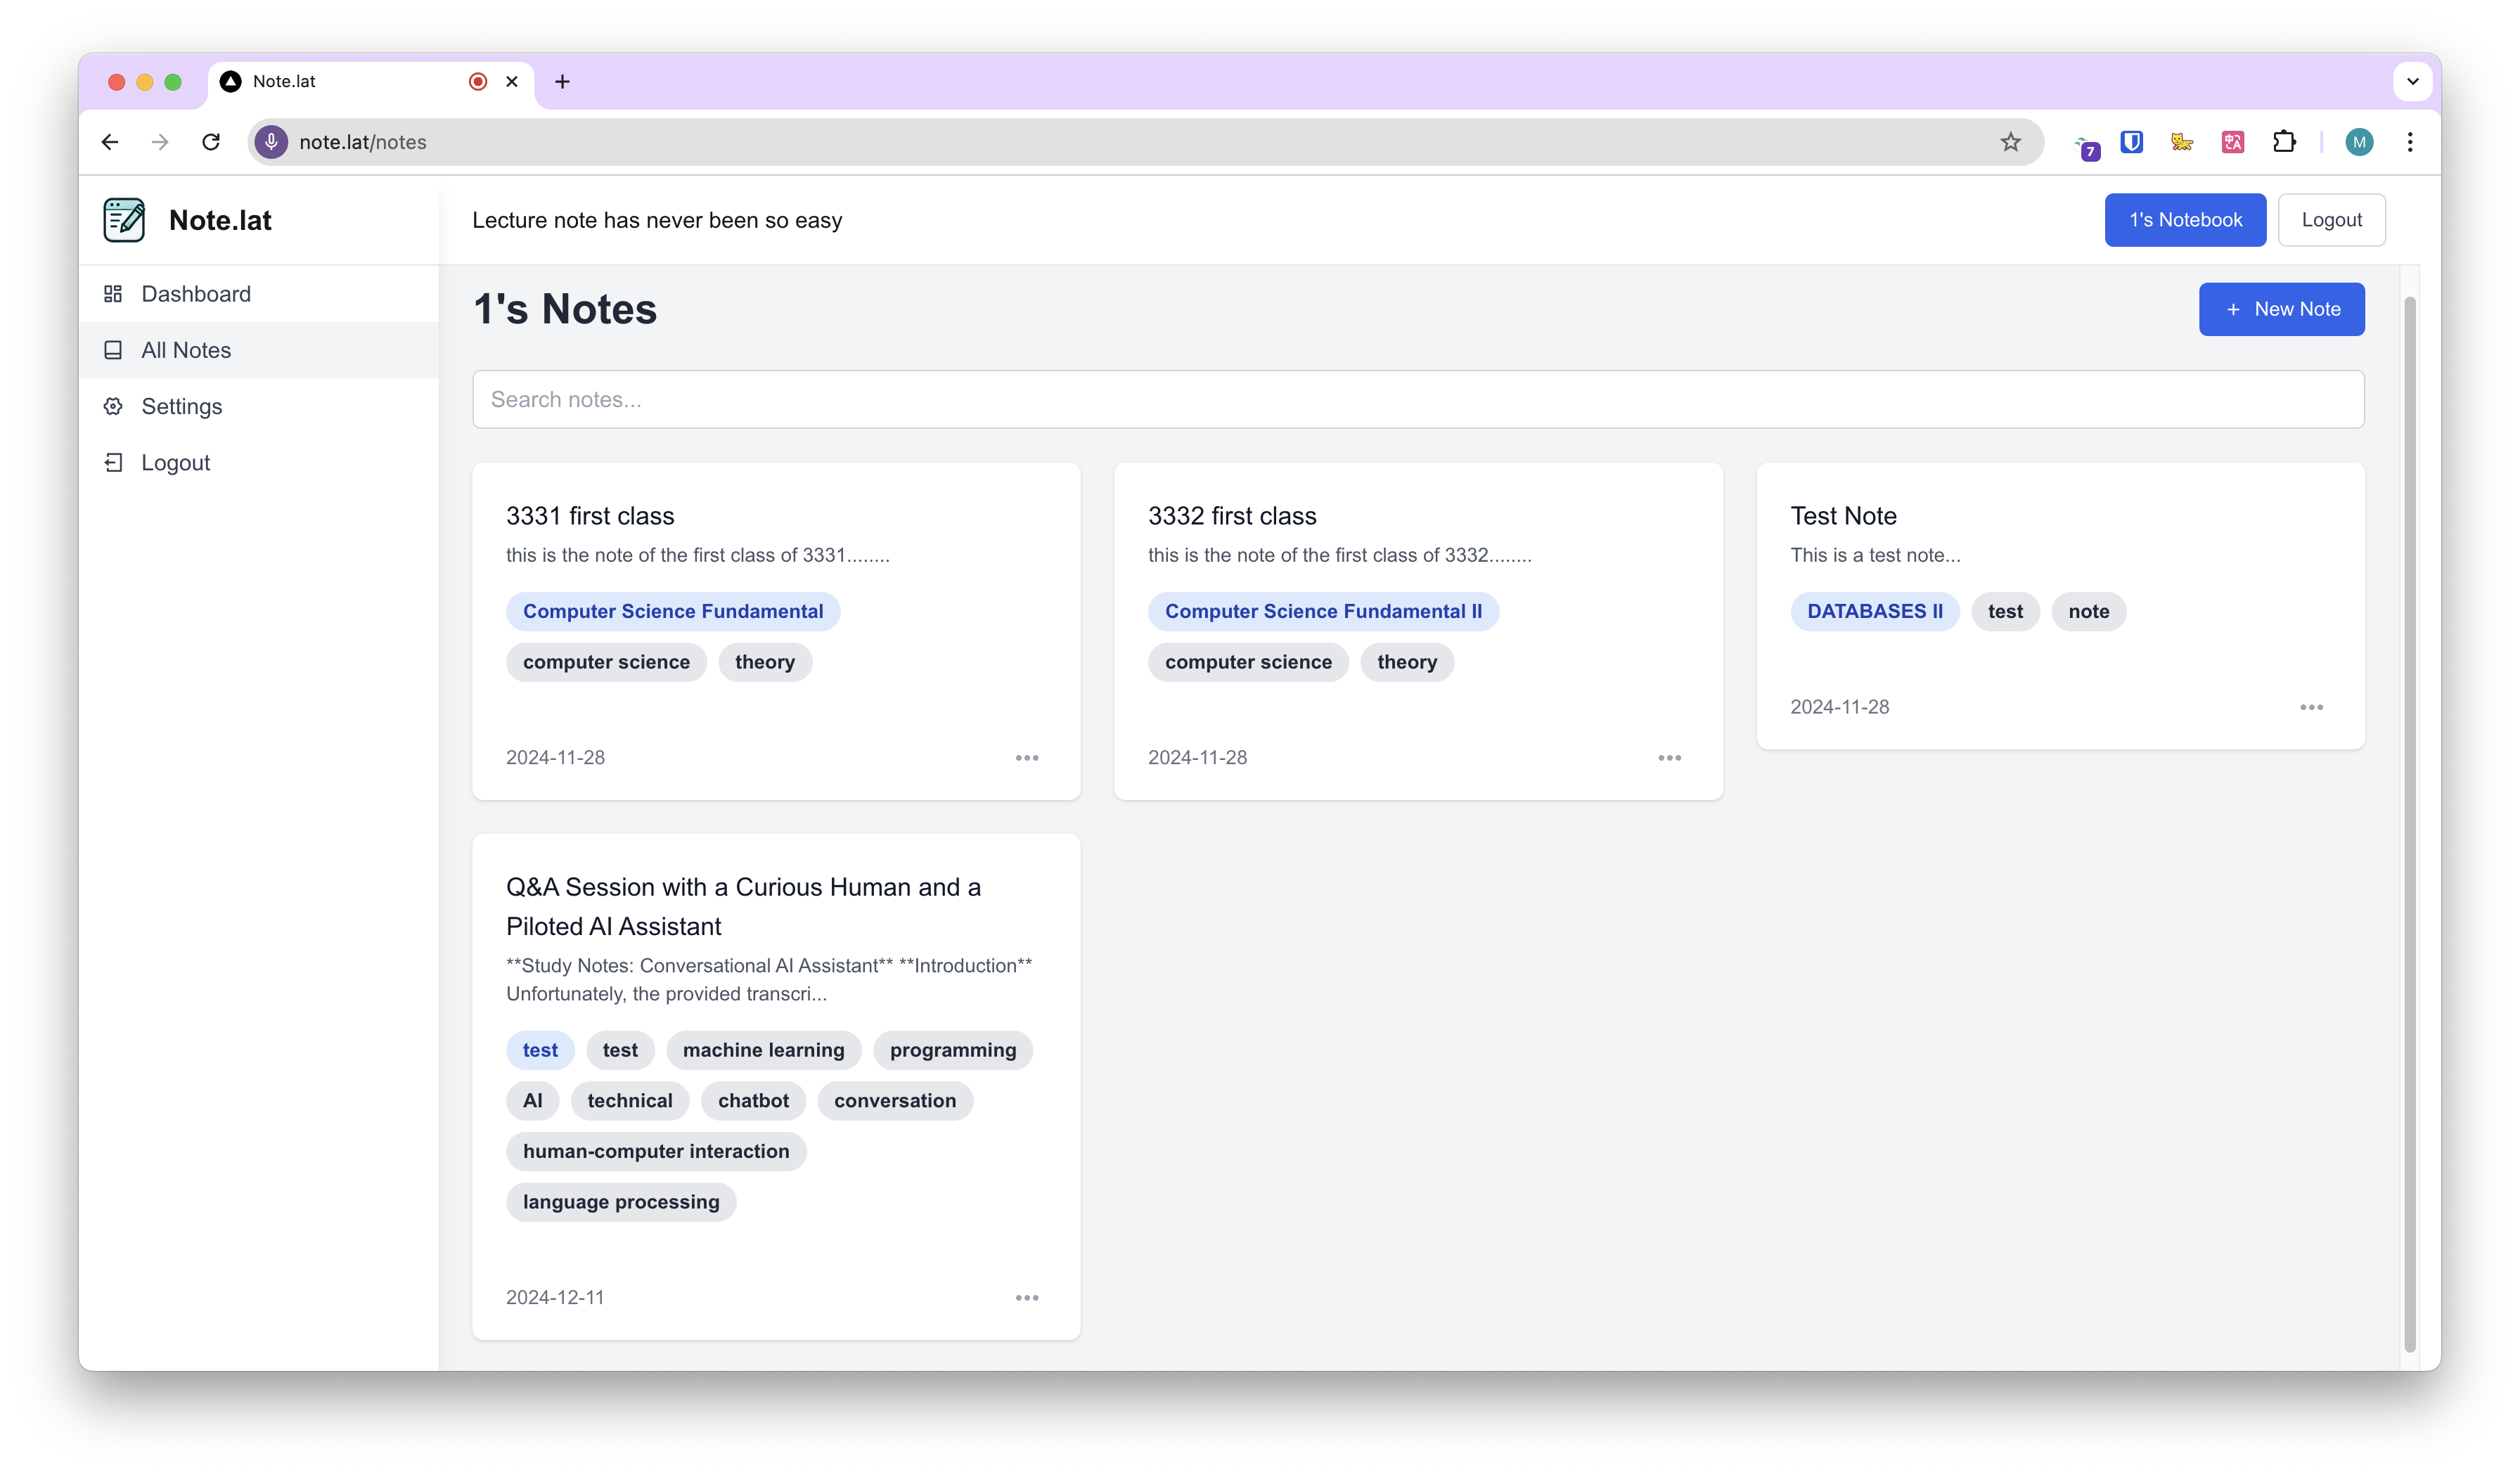 Note.lat
7
M
note.lat/notes
Note.lat
Lecture note has never been so easy
1's Notebook
Logout
Dashboard
All Notes
Settings
Logout
1's Notes
+ New Note
Search notes...
3331 first class
this is the note of the first class of 3331........
Computer Science Fundamental
computer science theory
2024-11-28
3332 first class
this is the note of the first class of 3332........
Computer Science Fundamental II
computer science theory
2024-11-28
Test Note
This is a test note...
DATABASES II test note
2024-11-28
Q&A Session with a Curious Human and a
Piloted AI Assistant
**Study Notes: Conversational AI Assistant** **Introduction**
Unfortunately, the provided transcri...
test test machine learning programming
AI technical chatbot conversation
human-computer interaction
language processing
2024-12-11